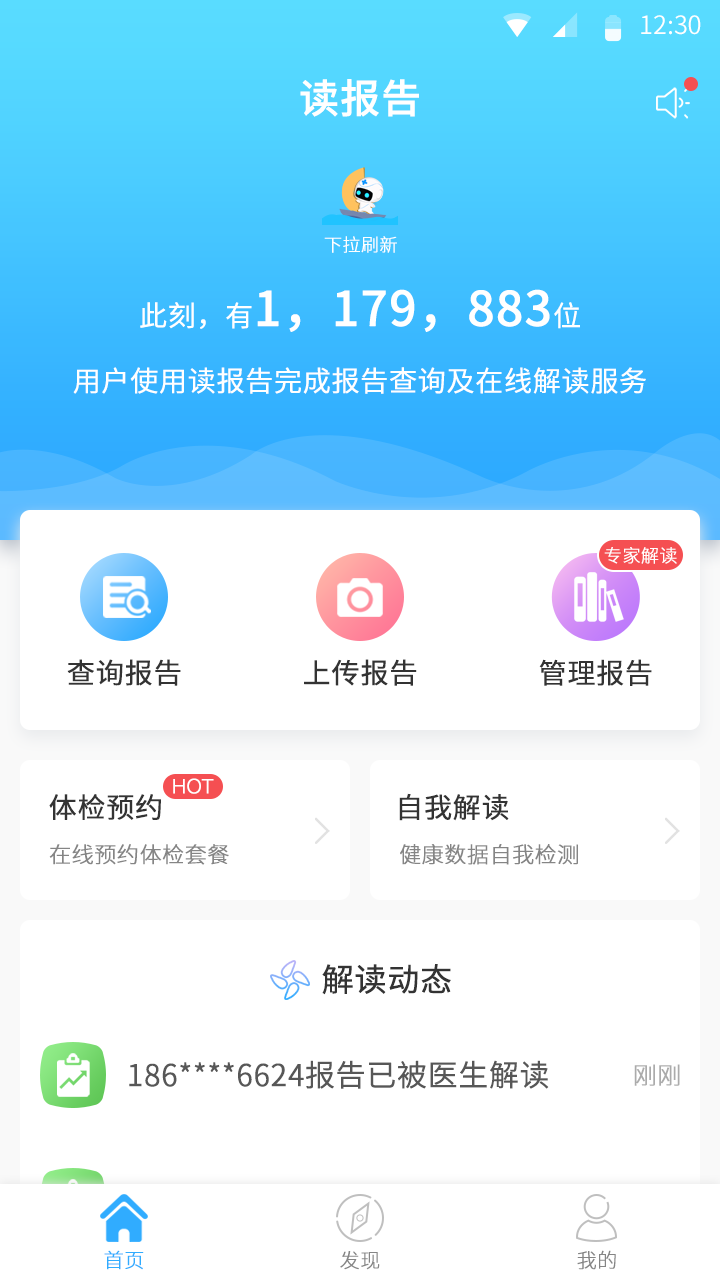 12:30
读报告
下拉刷新
此刻，有1，179，883位
用户使用读报告完成报告查询及在线解读服务
专家解读
查询报告
上传报告
管理报告
体检预约
HOT
在线预约体检套餐
自我解读
健康数据自我检测
解读动态
186****6624报告已被医生解读
刚刚
首页
发现
我的